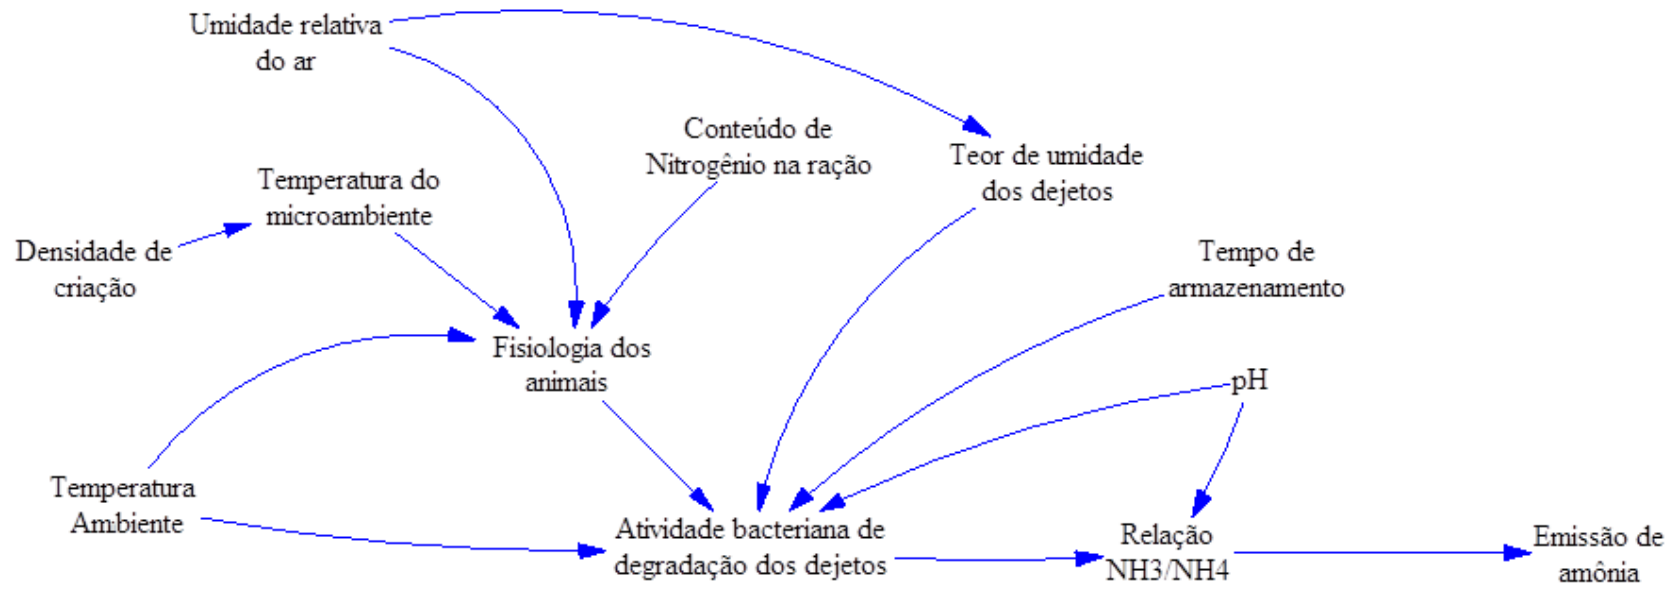 Umidade relativa
do ar
Conteúdo de
Nitrogênio na ração
Teor de umidade
dos dejetos
Temperatura do
microambiente
Densidade de
criação
Tempo de
armazenamento
Fisiologia dos
animais
pH
Temperatura
Ambiente
Atividade bacteriana de
degradação dos dejetos
Relação
NH3/NH4
Emissão de
amônia